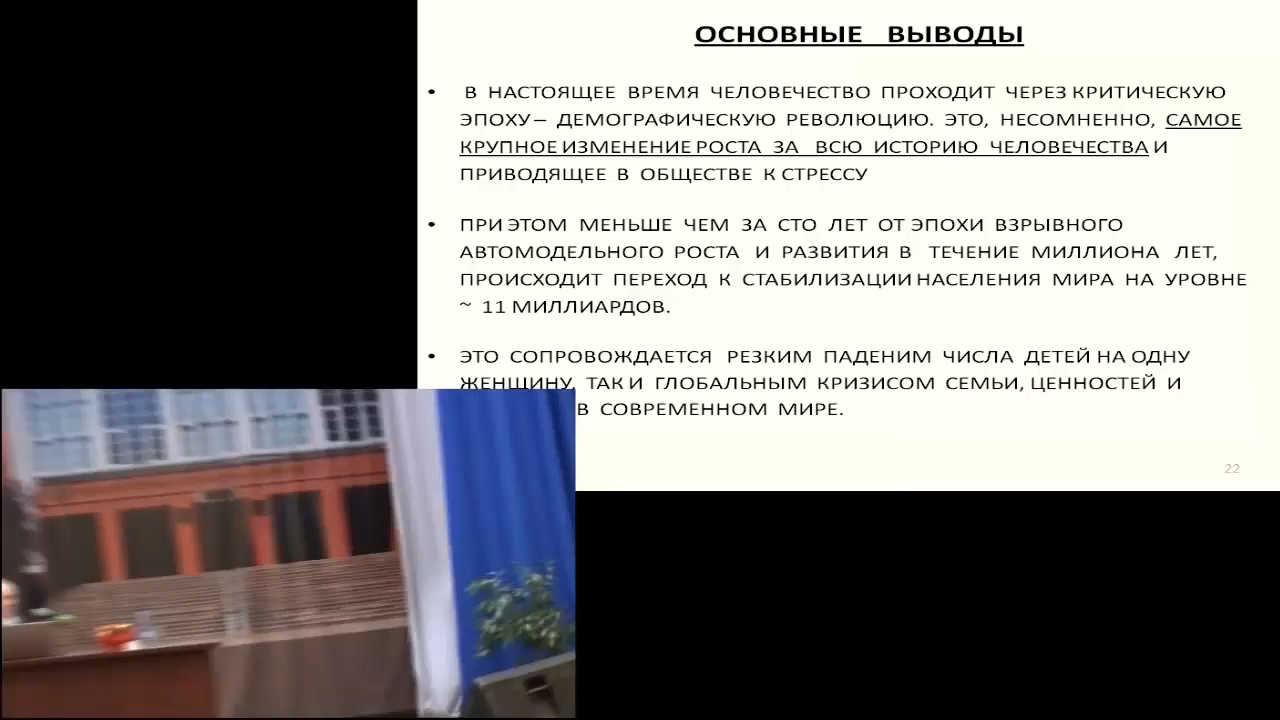 ОСНОВНЫЕ ВЫВОДЫ
• В НАСТОЯЩЕЕ ВРЕМЯ ЧЕЛОВЕЧЕСТВО ПРОХОДИТ ЧЕРЕЗ КРИТИЧЕСКУЮ
ЭПОХУ – ДЕМОГРАФИЧЕСКУЮ РЕВОЛЮЦИЮ. ЭТО, НЕСОМНЕННО, САМОЕ
КРУПНОЕ ИЗМЕНЕНИЕ РОСТА ЗА ВСЮ ИСТОРИЮ ЧЕЛОВЕЧЕСТВА И
ПРИВОДЯЩЕЕ В ОБЩЕСТВЕ К СТРЕССУ
• ПРИ ЭТОМ МЕНЬШЕ ЧЕМ ЗА СТО ЛЕТ ОТ ЭПОХИ ВЗРЫВНОГО
АВТОМОДЕЛЬНОГО РОСТА И РАЗВИТИЯ В ТЕЧЕНИЕ МИЛЛИОНА ЛЕТ,
ПРОИСХОДИТ ПЕРЕХОД К СТАБИЛИЗАЦИИ НАСЕЛЕНИЯ МИРА НА УРОВНЕ
~ 11 МИЛЛИАРДОВ.
• ЭТО СОПРОВОЖДАЕТСЯ РЕЗКИМ ПАДЕНИМ ЧИСЛА ДЕТЕЙ НА ОДНУ
ЖЕНЩИНУ, ТАК И ГЛОБАЛЬНЫМ КРИЗИСОМ СЕМЬИ, ЦЕННОСТЕЙ И
В СОВРЕМЕННОМ МИРЕ.
22